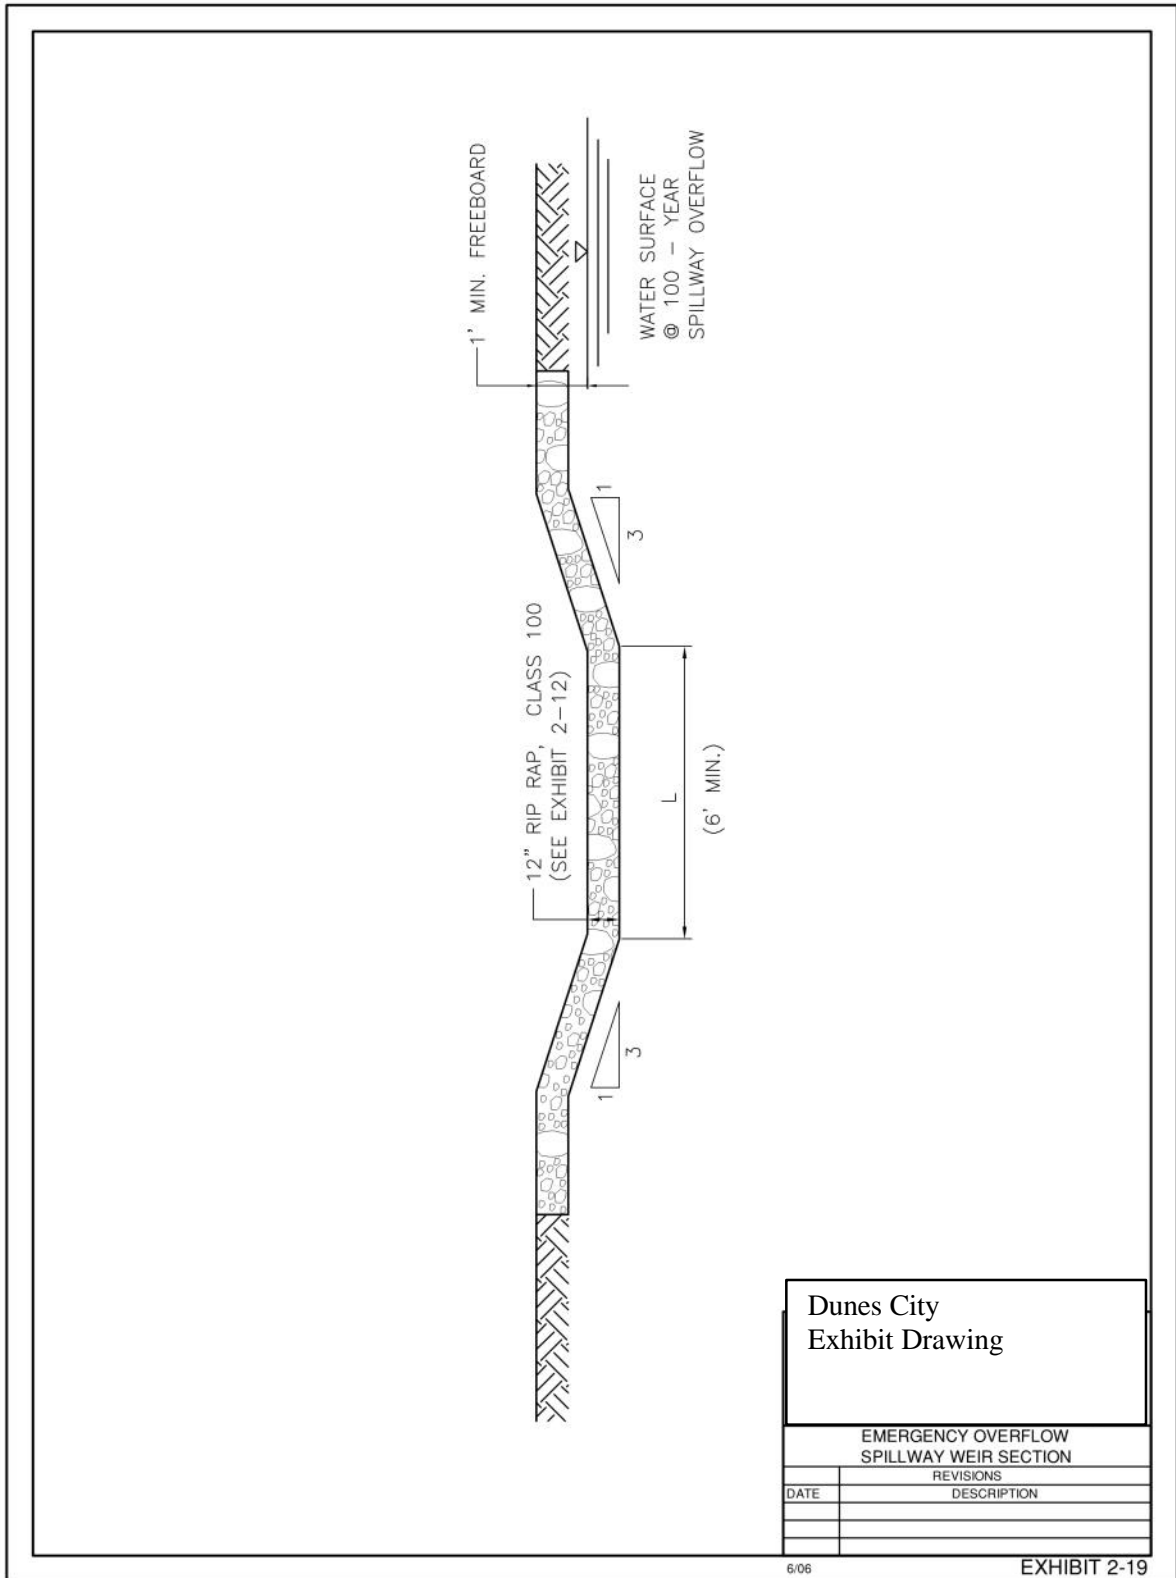 1' MIN. FREEBOARD
WATER SURFACE
@ 100 - YEAR
SPILLWAY OVERFLOW
1
3
12" RIP RAP, CLASS 100
(SEE EXHIBIT 2-12)
L
(6' MIN.)
1
3
Dunes City
Exhibit Drawing
EMERGENCY OVERFLOW
SPILLWAY WEIR SECTION
REVISIONS
DATE DESCRIPTION
6/06 EXHIBIT 2-19